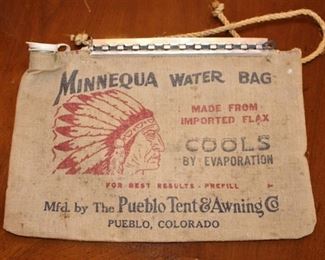 MINNEQUA WATER BAG
MADE FROM
IMPORTED FLAX
COOLS
BY EVAPORATION
FOR BEST RESULTS - PREFILL
Mfd. by The Pueblo Tent & Awning Co
PUEBLO, COLORADO